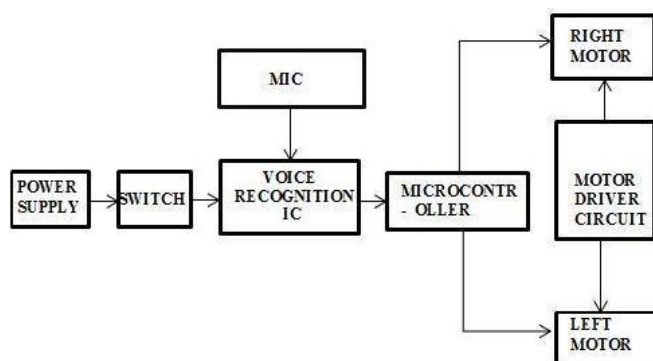 RIGHT
MOTOR
MIC
VOICE
RECOGNITION
IC
POWER
SUPPLY
SWITCH
MICROCONTR
- OLLER
MOTOR
DRIVER
CIRCUIT
LEFT
MOTOR